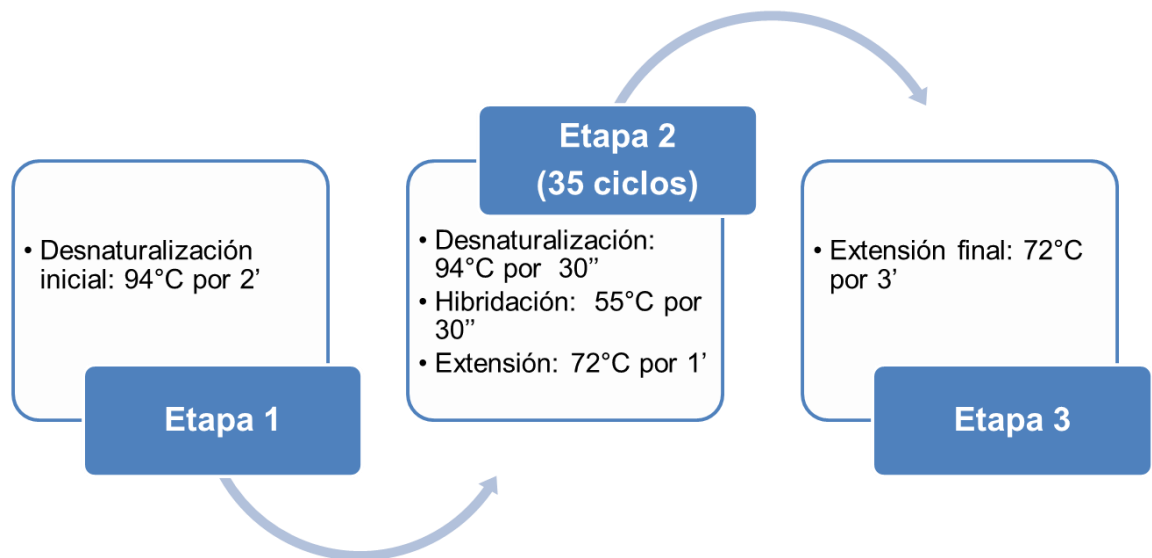 • Desnaturalización
inicial: 94°C por 2’
Etapa 1
Etapa 2
(35 ciclos)
• Desnaturalización:
94°C por 30’’
• Hibridación: 55°C por
30’’
• Extensión: 72°C por 1’
• Extensión final: 72°C
por 3’
Etapa 3